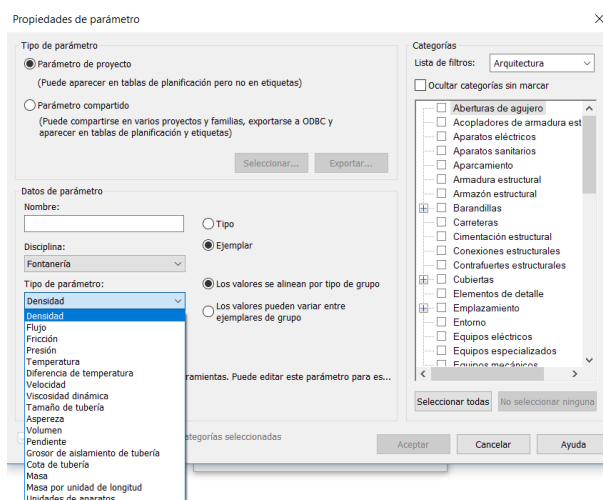 Propiedades de parámetro
Tipo de parámetro
Parámetro de proyecto
(Puede aparecer en tablas de planificación pero no en etiquetas)
Parámetro compartido
(Puede compartirse en varios proyectos y familias, exportarse a ODBC y
aparecer en tablas de planificación y etiquetas)
Seleccionar... Exportar...
Datos de parámetro
Nombre:
Tipo
Disciplina:
Ejemplar
Fontanería
Tipo de parámetro:
Los valores se alinean por tipo de grupo
Densidad
Los valores pueden variar entre
ejemplares de grupo
Densidad
Flujo
Fricción
Presión
Temperatura
Diferencia de temperatura
Velocidad
Viscosidad dinámica
Tamaño de tubería
Aspereza
Volumen
Pendiente
Grosor de aislamiento de tubería
Cota de tubería
Masa
Masa por unidad de longitud
Unidades de aparatos
ramientas. Puede editar este parámetro para es...
ategorías seleccionadas
Categorías
Lista de filtros: Arquitectura
Ocultar categorías sin marcar
Aberturas de agujero
Acopladores de armadura est
Aparatos eléctricos
Aparatos sanitarios
Aparcamiento
Armadura estructural
Armazón estructural
Barandillas
Carreteras
Cimentación estructural
Conexiones estructurales
Contrafuertes estructurales
Cubiertas
Elementos de detalle
Emplazamiento
Entorno
Equipos eléctricos
Equipos especializados
Equipos mecánicos
Seleccionar todas No seleccionar ninguna
Aceptar Cancelar Ayuda